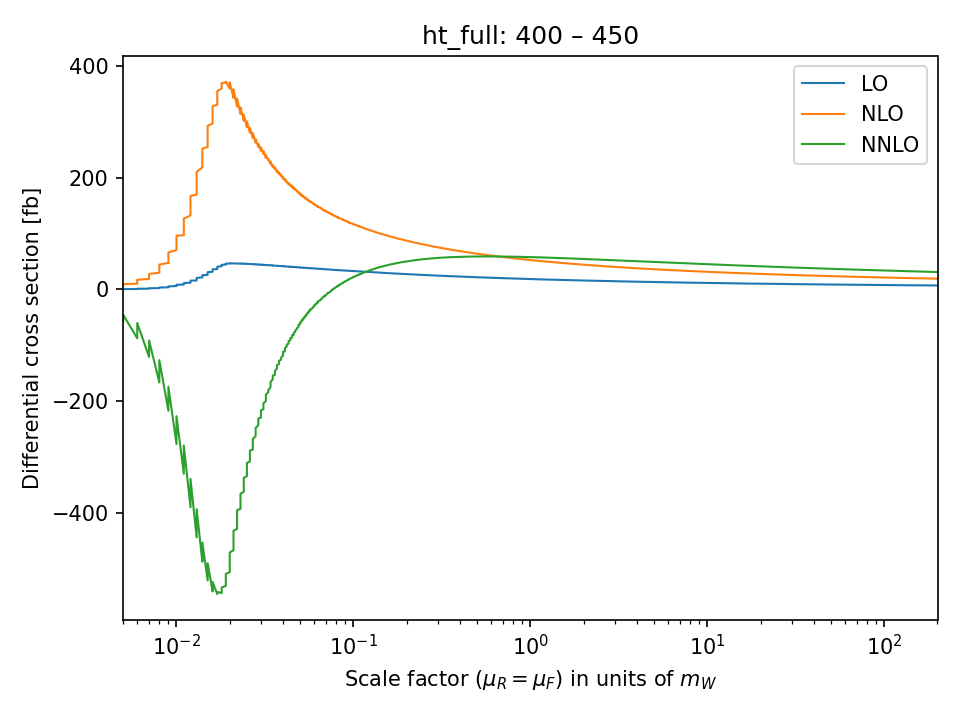 ht_full: 400 – 450
Differential cross section [fb]
400
200
0
−200
−400
LO
NLO
NNLO
10⁻² 10⁻¹ 10⁰ 10¹ 10²
Scale factor (μ_R = μ_F) in units of m_W